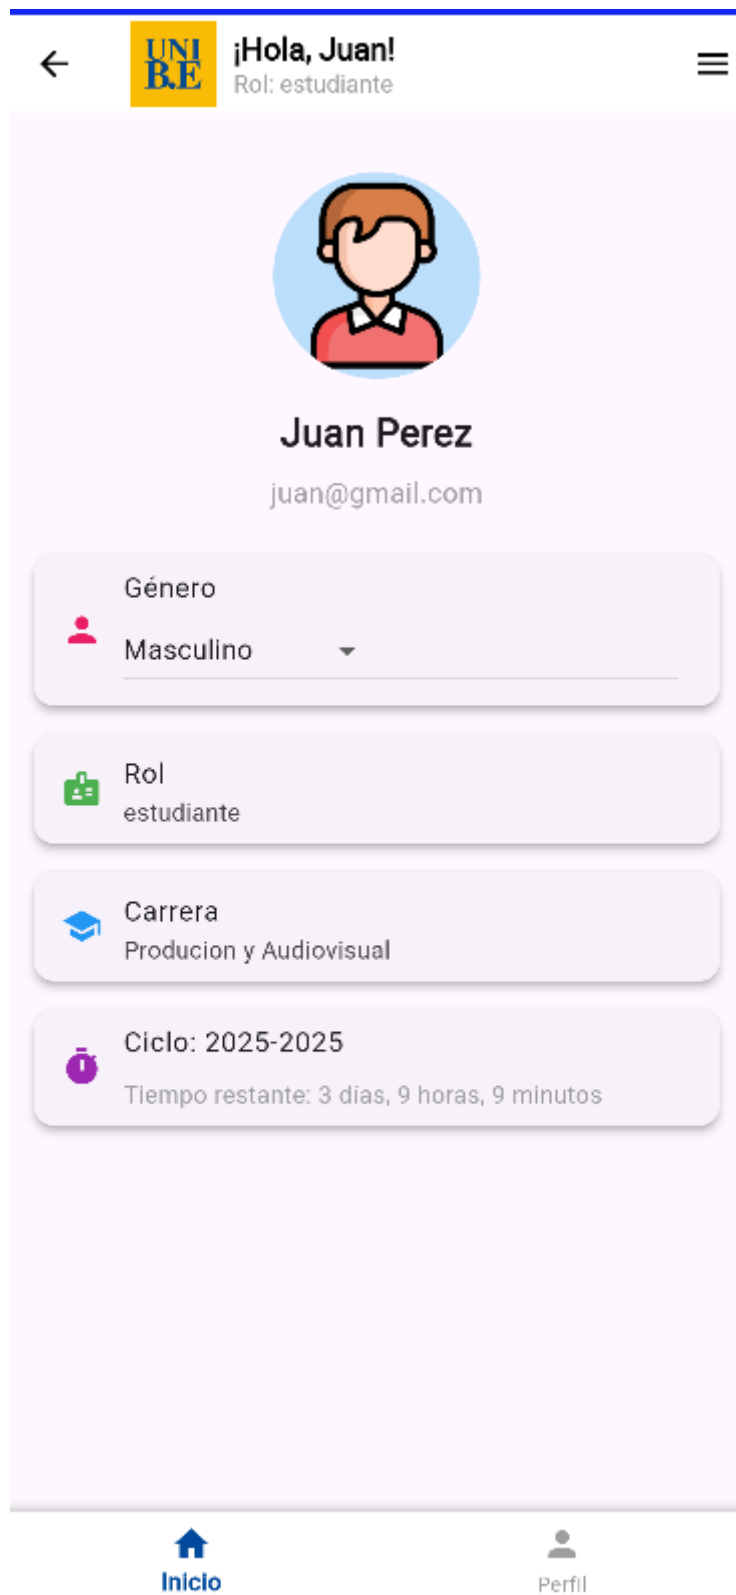 UNI
B.E
¡Hola, Juan!
Rol: estudiante
Juan Perez
juan@gmail.com
Género
Masculino
Rol
estudiante
Carrera
Producion y Audiovisual
Ciclo: 2025-2025
Tiempo restante: 3 días, 9 horas, 9 minutos
Inicio
Perfil